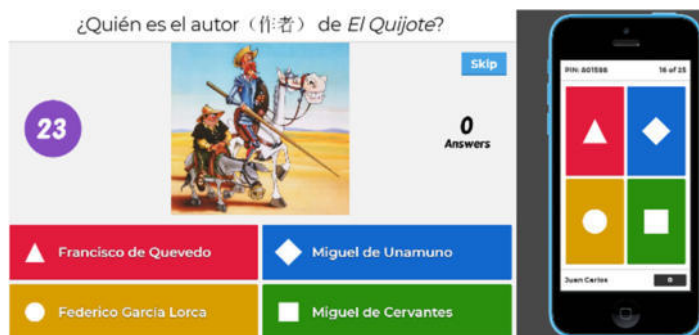 ¿Quién es el autor（作者）de El Quijote?
Skip
23
0
Answers
Francisco de Quevedo
Miguel de Unamuno
Federico García Lorca
Miguel de Cervantes
PIN: 601586
16 of 25
Juan Carlos
0